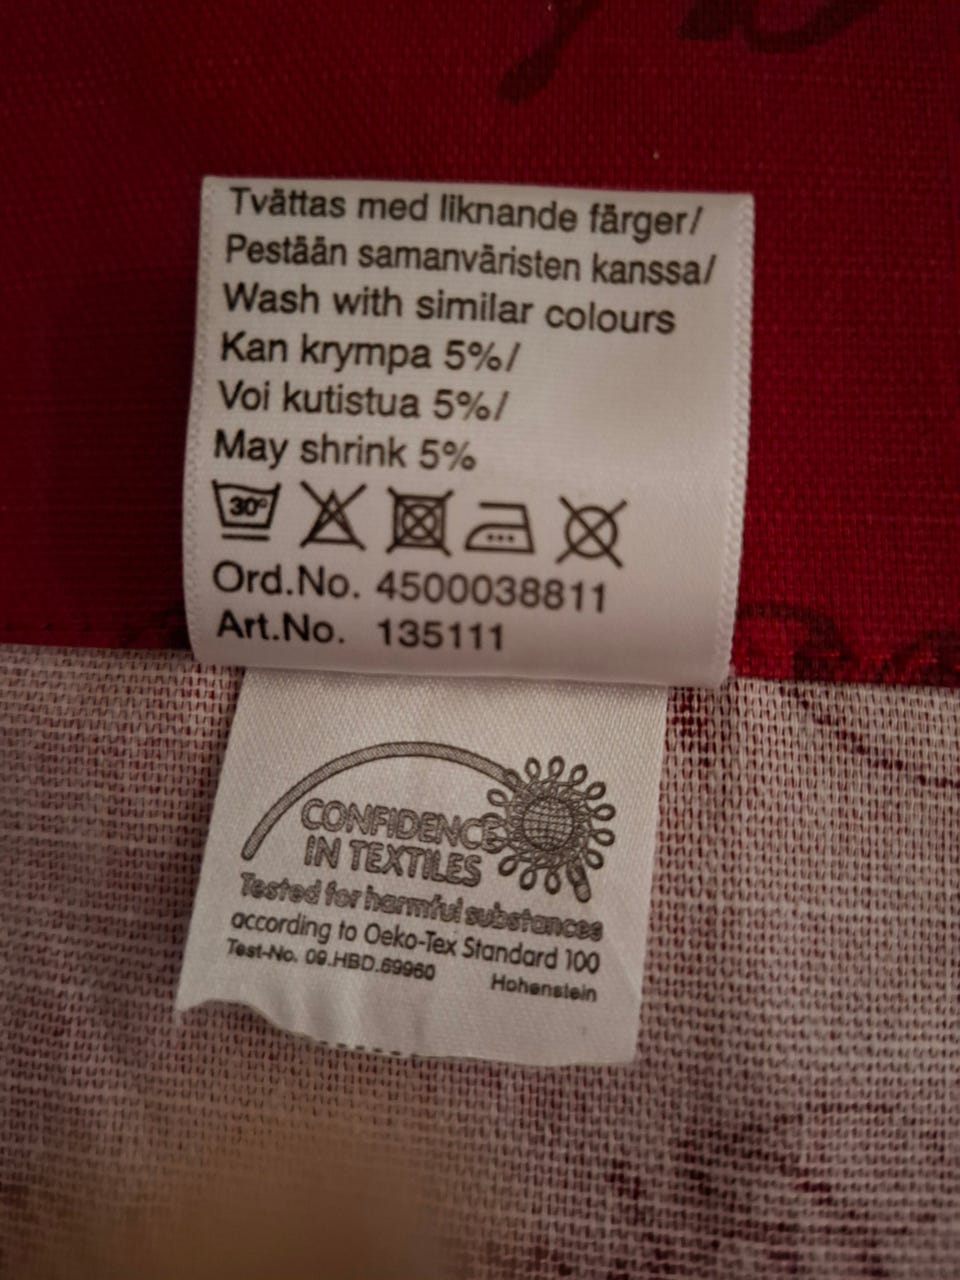 Tvättas med liknande färger/
Pestään samanväristen kanssa/
Wash with similar colours
Kan krympa 5%/
Voi kutistua 5%/
May shrink 5%
30°
Ord.No. 4500038811
Art.No. 135111
CONFIDENCE
IN TEXTILES
Tested for harmful substances
according to Oeko-Tex Standard 100
Test-No. 09.HBD.69960 Hohenstein